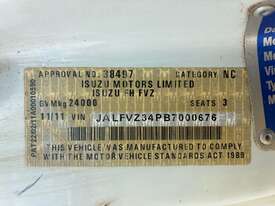 APPROVAL NO. 38497 CATEGORY NC
ISUZU MOTORS LIMITED
ISUZU FH FVZ
GVMkg 24000 SEATS 3
11/11 VIN JALFVZ34PB7000676
THIS VEHICLE WAS MANUFACTURED TO COMPLY
WITH THE MOTOR VEHICLE STANDARDS ACT 1989